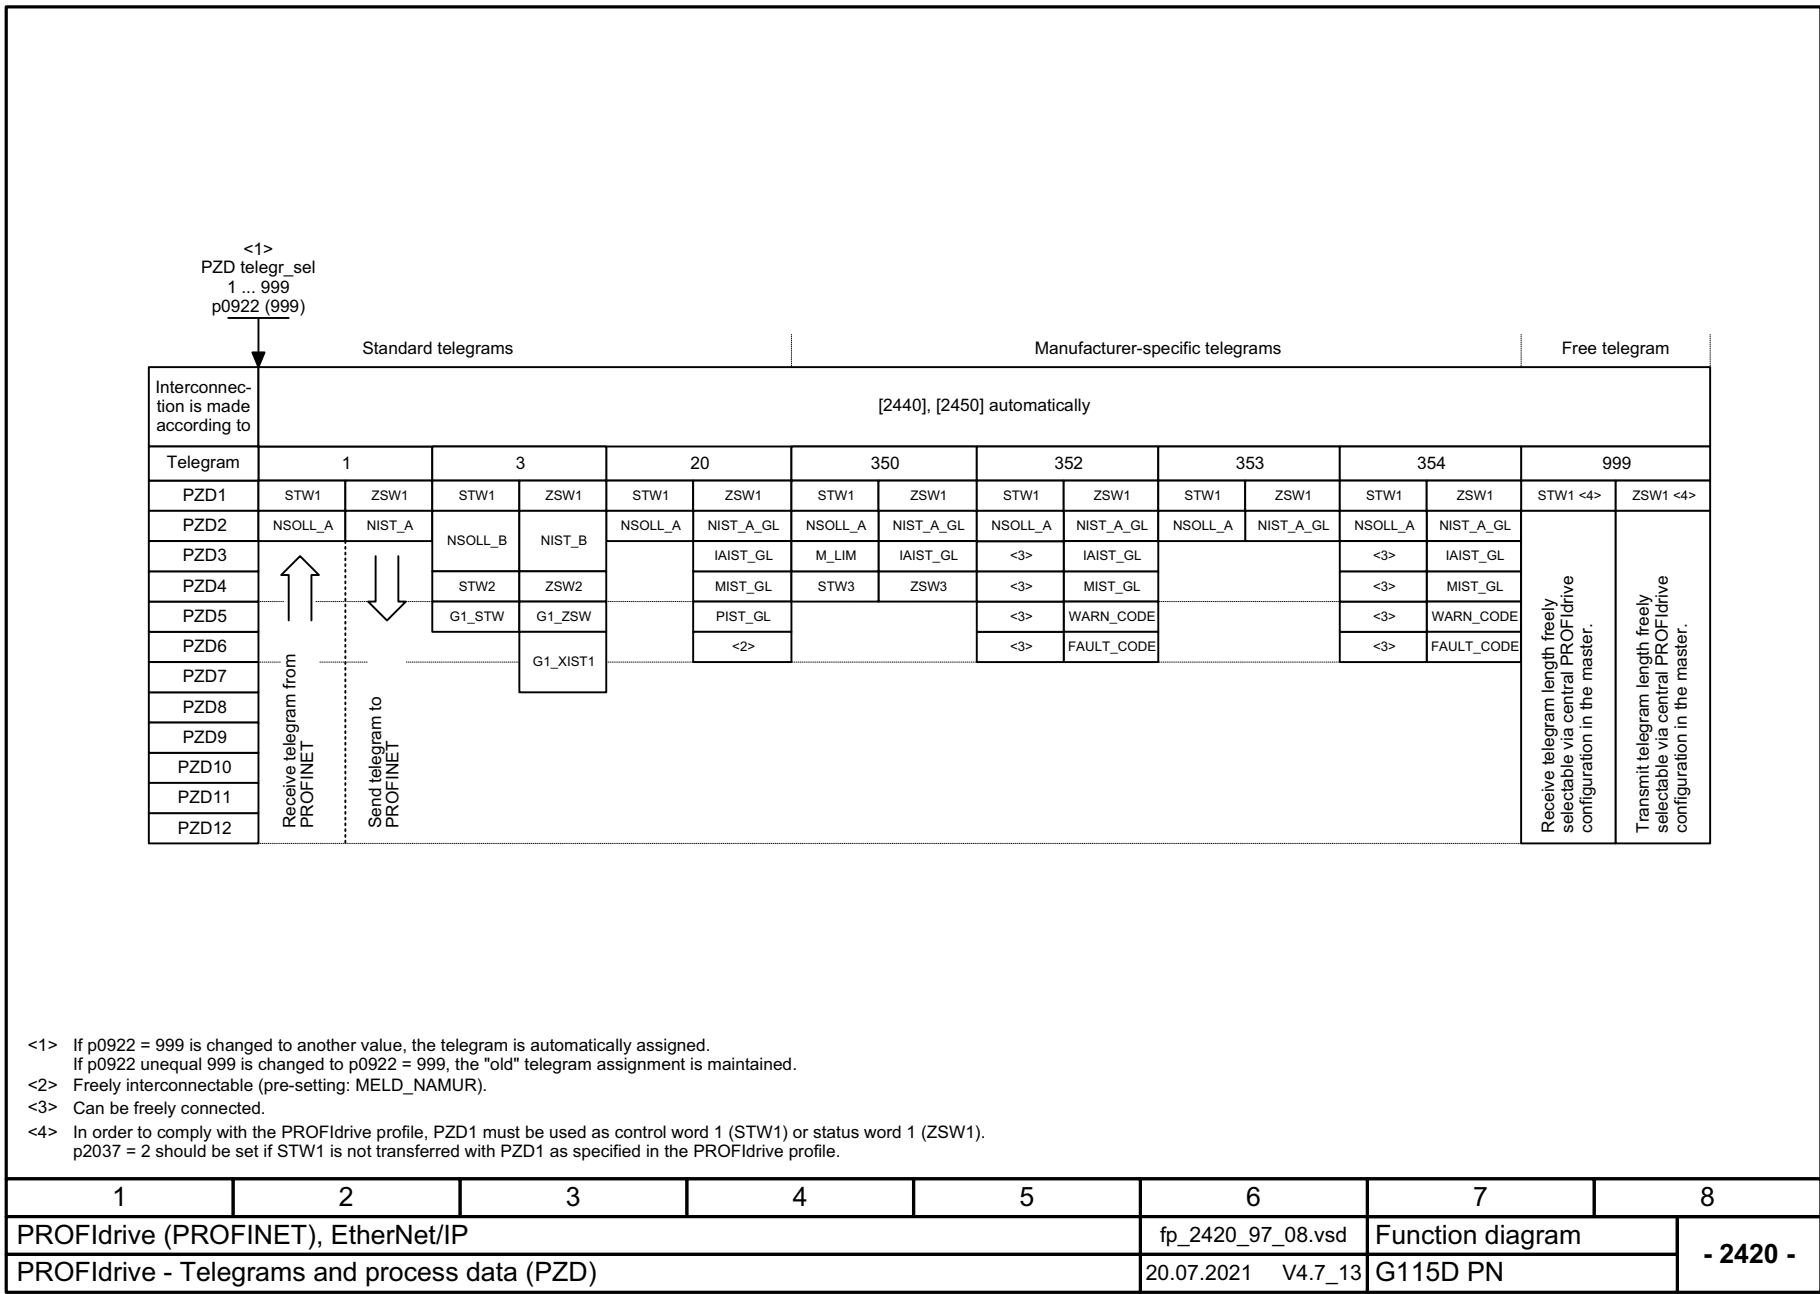 <1>
PZD telegr_sel
1 ... 999
p0922 (999)
Standard telegrams Manufacturer-specific telegrams Free telegram
Interconnec-
tion is made
according to
[2440], [2450] automatically
Telegram 1 3 20 350 352 353 354 999
PZD1 STW1 ZSW1 STW1 ZSW1 STW1 ZSW1 STW1 ZSW1 STW1 ZSW1 STW1 ZSW1 STW1 ZSW1 STW1 <4> ZSW1 <4>
PZD2 NSOLL_A NIST_A NSOLL_B NIST_B NSOLL_A NIST_A_GL NSOLL_A NIST_A_GL NSOLL_A NIST_A_GL NSOLL_A NIST_A_GL NSOLL_A NIST_A_GL
PZD3 IAIST_GL M_LIM IAIST_GL <3> IAIST_GL <3> IAIST_GL
PZD4 STW2 ZSW2 MIST_GL STW3 ZSW3 <3> MIST_GL <3> MIST_GL
PZD5 G1_STW G1_ZSW PIST_GL <3> WARN_CODE <3> WARN_CODE
PZD6 G1_XIST1 <2> <3> FAULT_CODE <3> FAULT_CODE
PZD7
PZD8
PZD9
PZD10
PZD11
PZD12
Receive telegram from
PROFINET
Send telegram to
PROFINET
Receive telegram length freely
selectable via central PROFIdrive
configuration in the master.
Transmit telegram length freely
selectable via central PROFIdrive
configuration in the master.
<1> If p0922 = 999 is changed to another value, the telegram is automatically assigned.
If p0922 unequal 999 is changed to p0922 = 999, the "old" telegram assignment is maintained.
<2> Freely interconnectable (pre-setting: MELD_NAMUR).
<3> Can be freely connected.
<4> In order to comply with the PROFIdrive profile, PZD1 must be used as control word 1 (STW1) or status word 1 (ZSW1).
p2037 = 2 should be set if STW1 is not transferred with PZD1 as specified in the PROFIdrive profile.
1 2 3 4 5 6 7 8
PROFIdrive (PROFINET), EtherNet/IP fp_2420_97_08.vsd Function diagram
- 2420 -
PROFIdrive - Telegrams and process data (PZD) 20.07.2021 V4.7_13 G115D PN